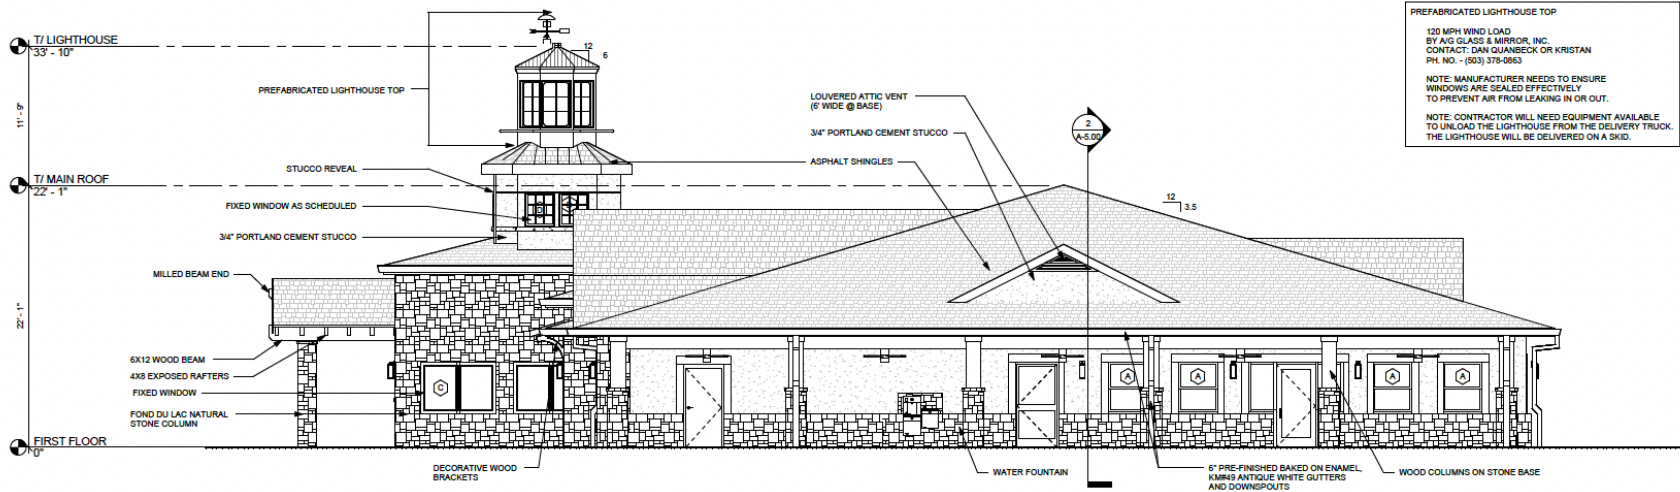 PREFABRICATED LIGHTHOUSE TOP
120 MPH WIND LOAD
BY A/G GLASS & MIRROR, INC.
CONTACT: DAN QUANBECK OR KRISTAN
PH. NO. - (503) 378-0863
NOTE: MANUFACTURER NEEDS TO ENSURE
WINDOWS ARE SEALED EFFECTIVELY
TO PREVENT AIR FROM LEAKING IN OR OUT.
NOTE: CONTRACTOR WILL NEED EQUIPMENT AVAILABLE
TO UNLOAD THE LIGHTHOUSE FROM THE DELIVERY TRUCK.
THE LIGHTHOUSE WILL BE DELIVERED ON A SKID.
T/ LIGHTHOUSE
33' - 10"
12
6
PREFABRICATED LIGHTHOUSE TOP
11' - 9"
LOUVERED ATTIC VENT
(6' WIDE @ BASE)
3/4" PORTLAND CEMENT STUCCO
ASPHALT SHINGLES
2
A-5.00
STUCCO REVEAL
T/ MAIN ROOF
22' - 1"
12
3.5
FIXED WINDOW AS SCHEDULED
D
3/4" PORTLAND CEMENT STUCCO
MILLED BEAM END
22' - 1"
6X12 WOOD BEAM
4X8 EXPOSED RAFTERS
FIXED WINDOW
FOND DU LAC NATURAL
STONE COLUMN
C
A
A
A
A
FIRST FLOOR
0"
DECORATIVE WOOD
BRACKETS
WATER FOUNTAIN
6" PRE-FINISHED BAKED ON ENAMEL,
KM#49 ANTIQUE WHITE GUTTERS
AND DOWNSPOUTS
WOOD COLUMNS ON STONE BASE